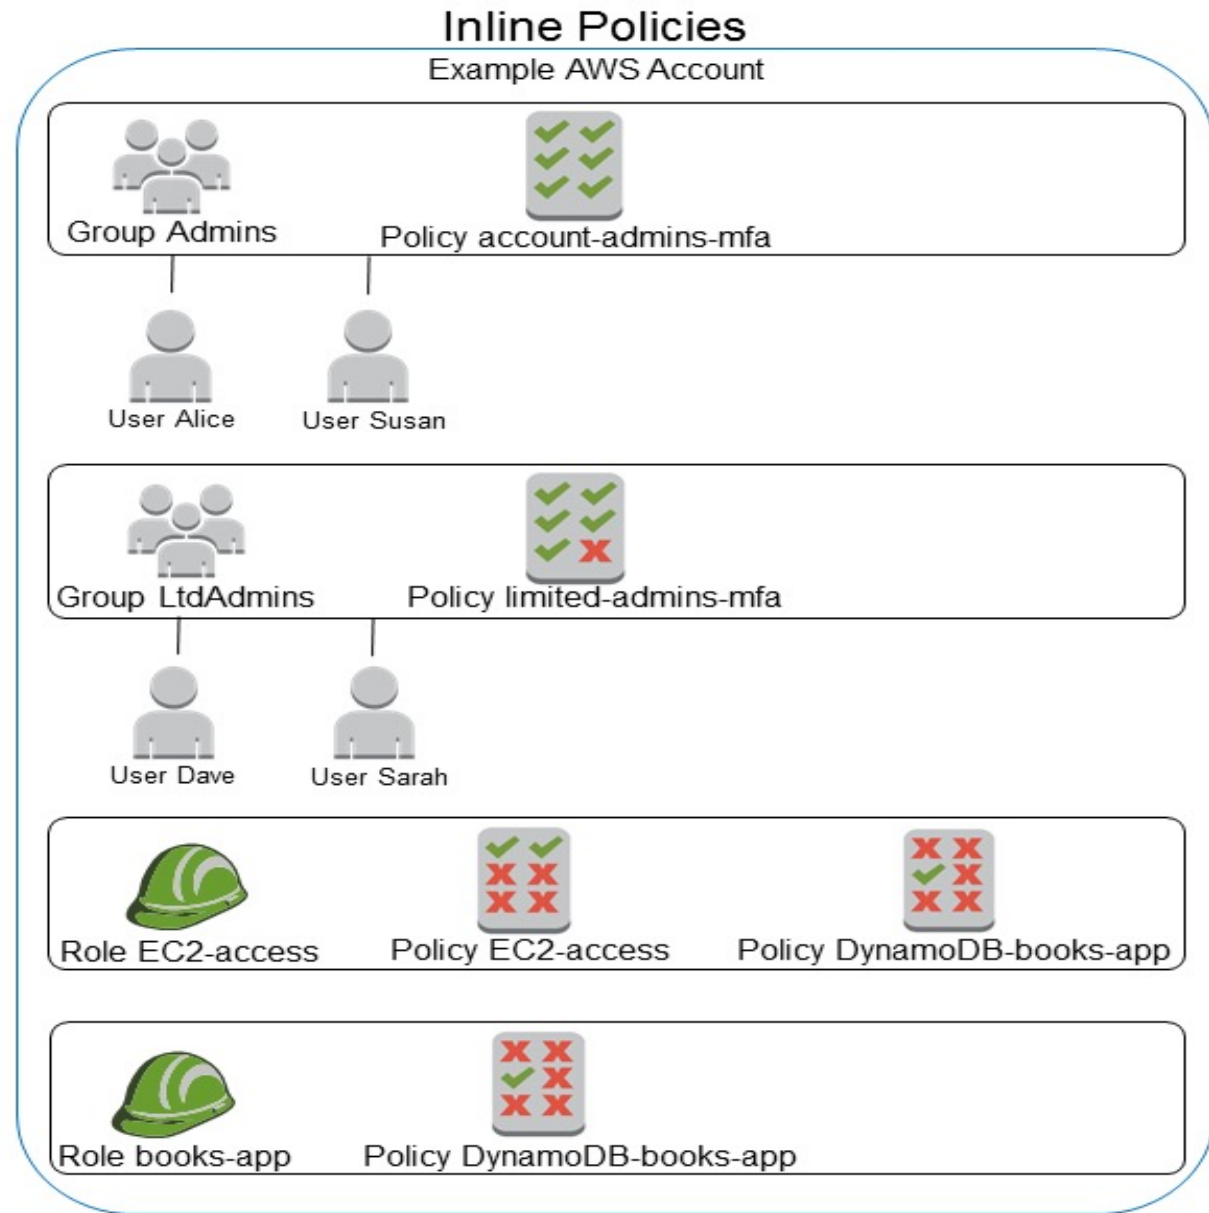 Inline Policies
Example AWS Account
Group Admins
Policy account-admins-mfa
User Alice
User Susan
Group LtdAdmins
Policy limited-admins-mfa
User Dave
User Sarah
Role EC2-access
Policy EC2-access
Policy DynamoDB-books-app
Role books-app
Policy DynamoDB-books-app